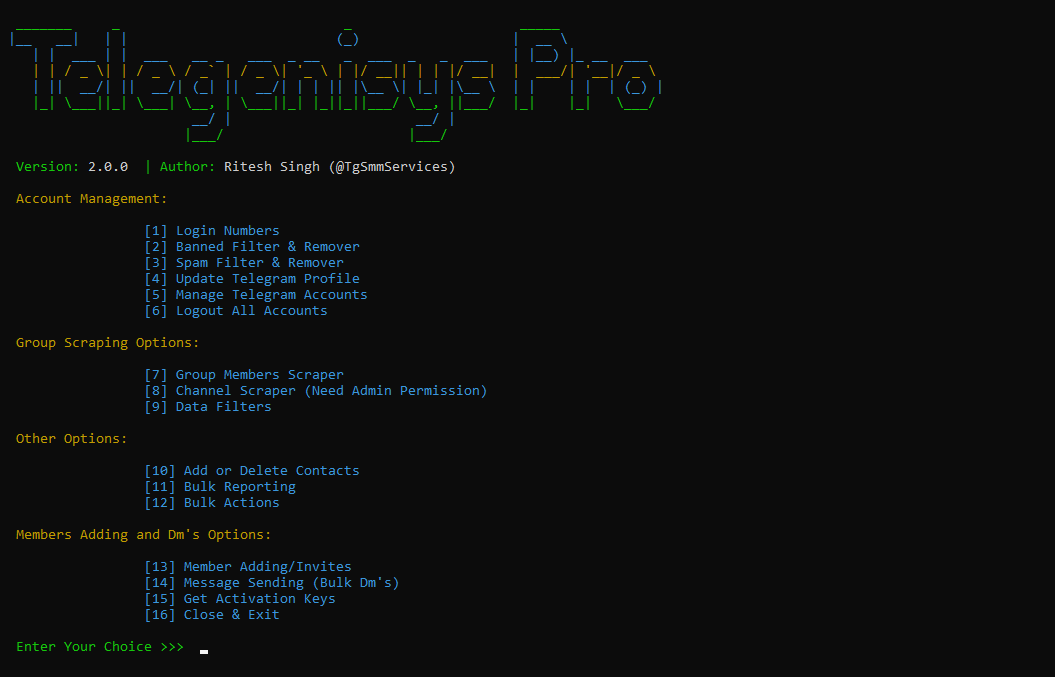 TelegeniusPro
Version: 2.0.0 | Author: Ritesh Singh (@TgSmmServices)
Account Management:
[1] Login Numbers
[2] Banned Filter & Remover
[3] Spam Filter & Remover
[4] Update Telegram Profile
[5] Manage Telegram Accounts
[6] Logout All Accounts
Group Scraping Options:
[7] Group Members Scraper
[8] Channel Scraper (Need Admin Permission)
[9] Data Filters
Other Options:
[10] Add or Delete Contacts
[11] Bulk Reporting
[12] Bulk Actions
Members Adding and Dm's Options:
[13] Member Adding/Invites
[14] Message Sending (Bulk Dm's)
[15] Get Activation Keys
[16] Close & Exit
Enter Your Choice >>>